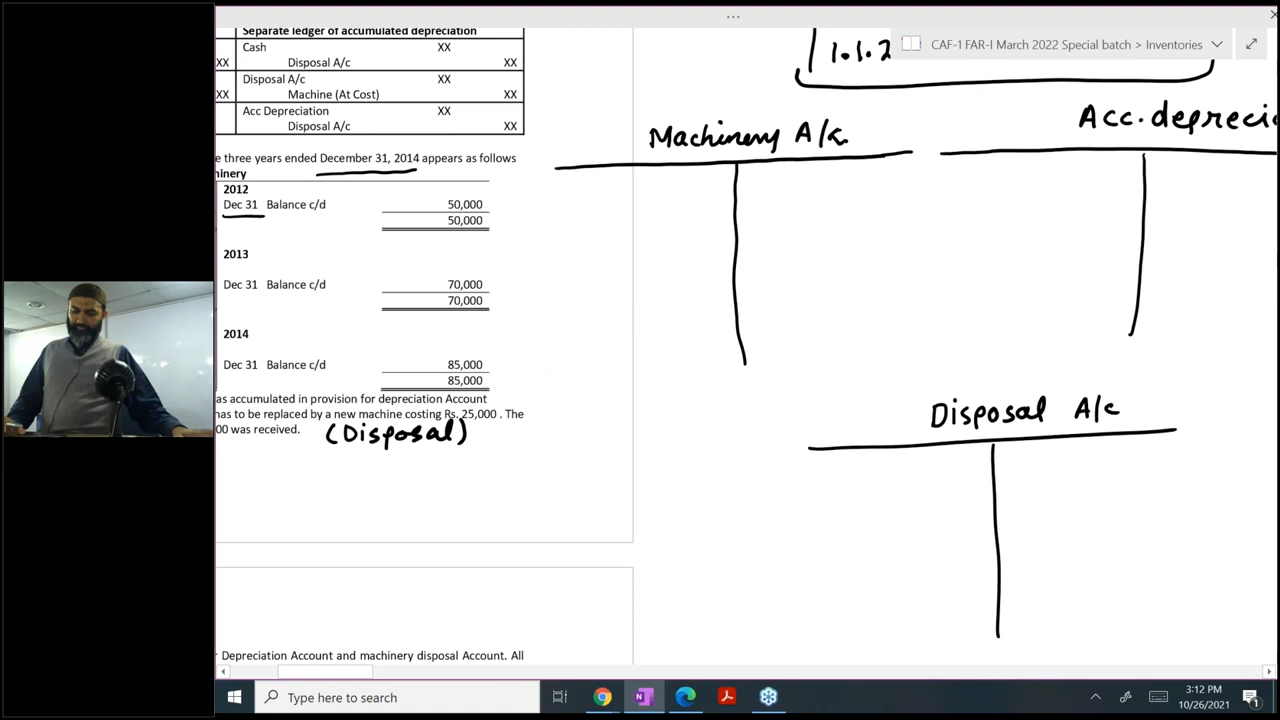 CAF-1 FAR-I March 2022 Special batch > Inventories
Separate ledger of accumulated depreciation
Cash XX
XX Disposal A/c XX
Disposal A/c XX
XX Machine (At Cost) XX
Acc Depreciation XX
Disposal A/c XX
e three years ended December 31, 2014 appears as follows
hinery
2012
Dec 31 Balance c/d 50,000
50,000
2013
Dec 31 Balance c/d 70,000
70,000
2014
Dec 31 Balance c/d 85,000
85,000
as accumulated in provision for depreciation Account
has to be replaced by a new machine costing Rs. 25,000 . The
00 was received.
(Disposal)
Depreciation Account and machinery disposal Account. All
1.1.2
Machinery A/c
Acc. deprecia
Disposal A/c
Type here to search
3:12 PM
10/26/2021
1